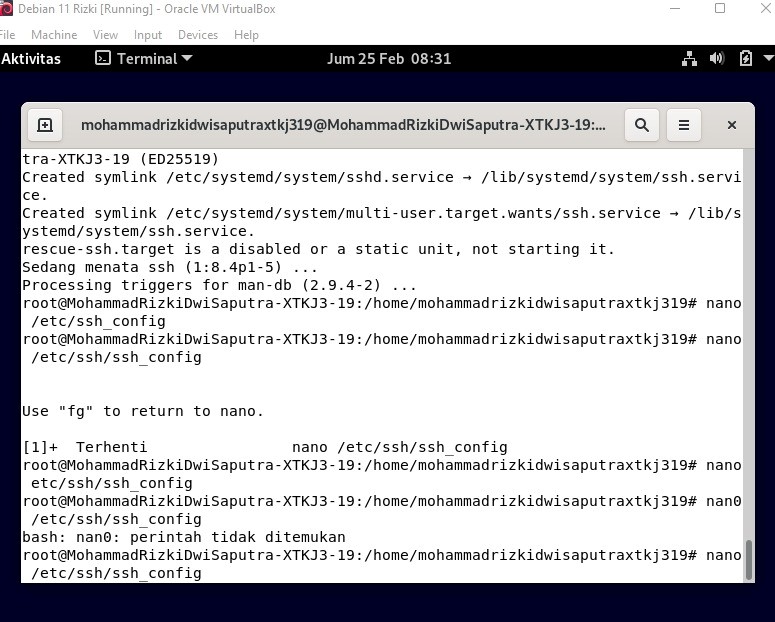 Debian 11 Rizki [Running] - Oracle VM VirtualBox
File Machine View Input Devices Help
Aktivitas Terminal Jum 25 Feb 08:31
mohammadrizkidwisaputraxtkj319@MohammadRizkiDwiSaputra-XTKJ3-19:...
tra-XTKJ3-19 (ED25519)
Created symlink /etc/systemd/system/sshd.service → /lib/systemd/system/ssh.servi
ce.
Created symlink /etc/systemd/system/multi-user.target.wants/ssh.service → /lib/s
ystemd/system/ssh.service.
rescue-ssh.target is a disabled or a static unit, not starting it.
Sedang menata ssh (1:8.4p1-5) ...
Processing triggers for man-db (2.9.4-2) ...
root@MohammadRizkiDwiSaputra-XTKJ3-19:/home/mohammadrizkidwisaputraxtkj319# nano
 /etc/ssh_config
root@MohammadRizkiDwiSaputra-XTKJ3-19:/home/mohammadrizkidwisaputraxtkj319# nano
 /etc/ssh/ssh_config
Use "fg" to return to nano.
[1]+  Terhenti                nano /etc/ssh/ssh_config
root@MohammadRizkiDwiSaputra-XTKJ3-19:/home/mohammadrizkidwisaputraxtkj319# nano
 etc/ssh/ssh_config
root@MohammadRizkiDwiSaputra-XTKJ3-19:/home/mohammadrizkidwisaputraxtkj319# nan0
 /etc/ssh/ssh_config
bash: nan0: perintah tidak ditemukan
root@MohammadRizkiDwiSaputra-XTKJ3-19:/home/mohammadrizkidwisaputraxtkj319# nano
 /etc/ssh/ssh_config